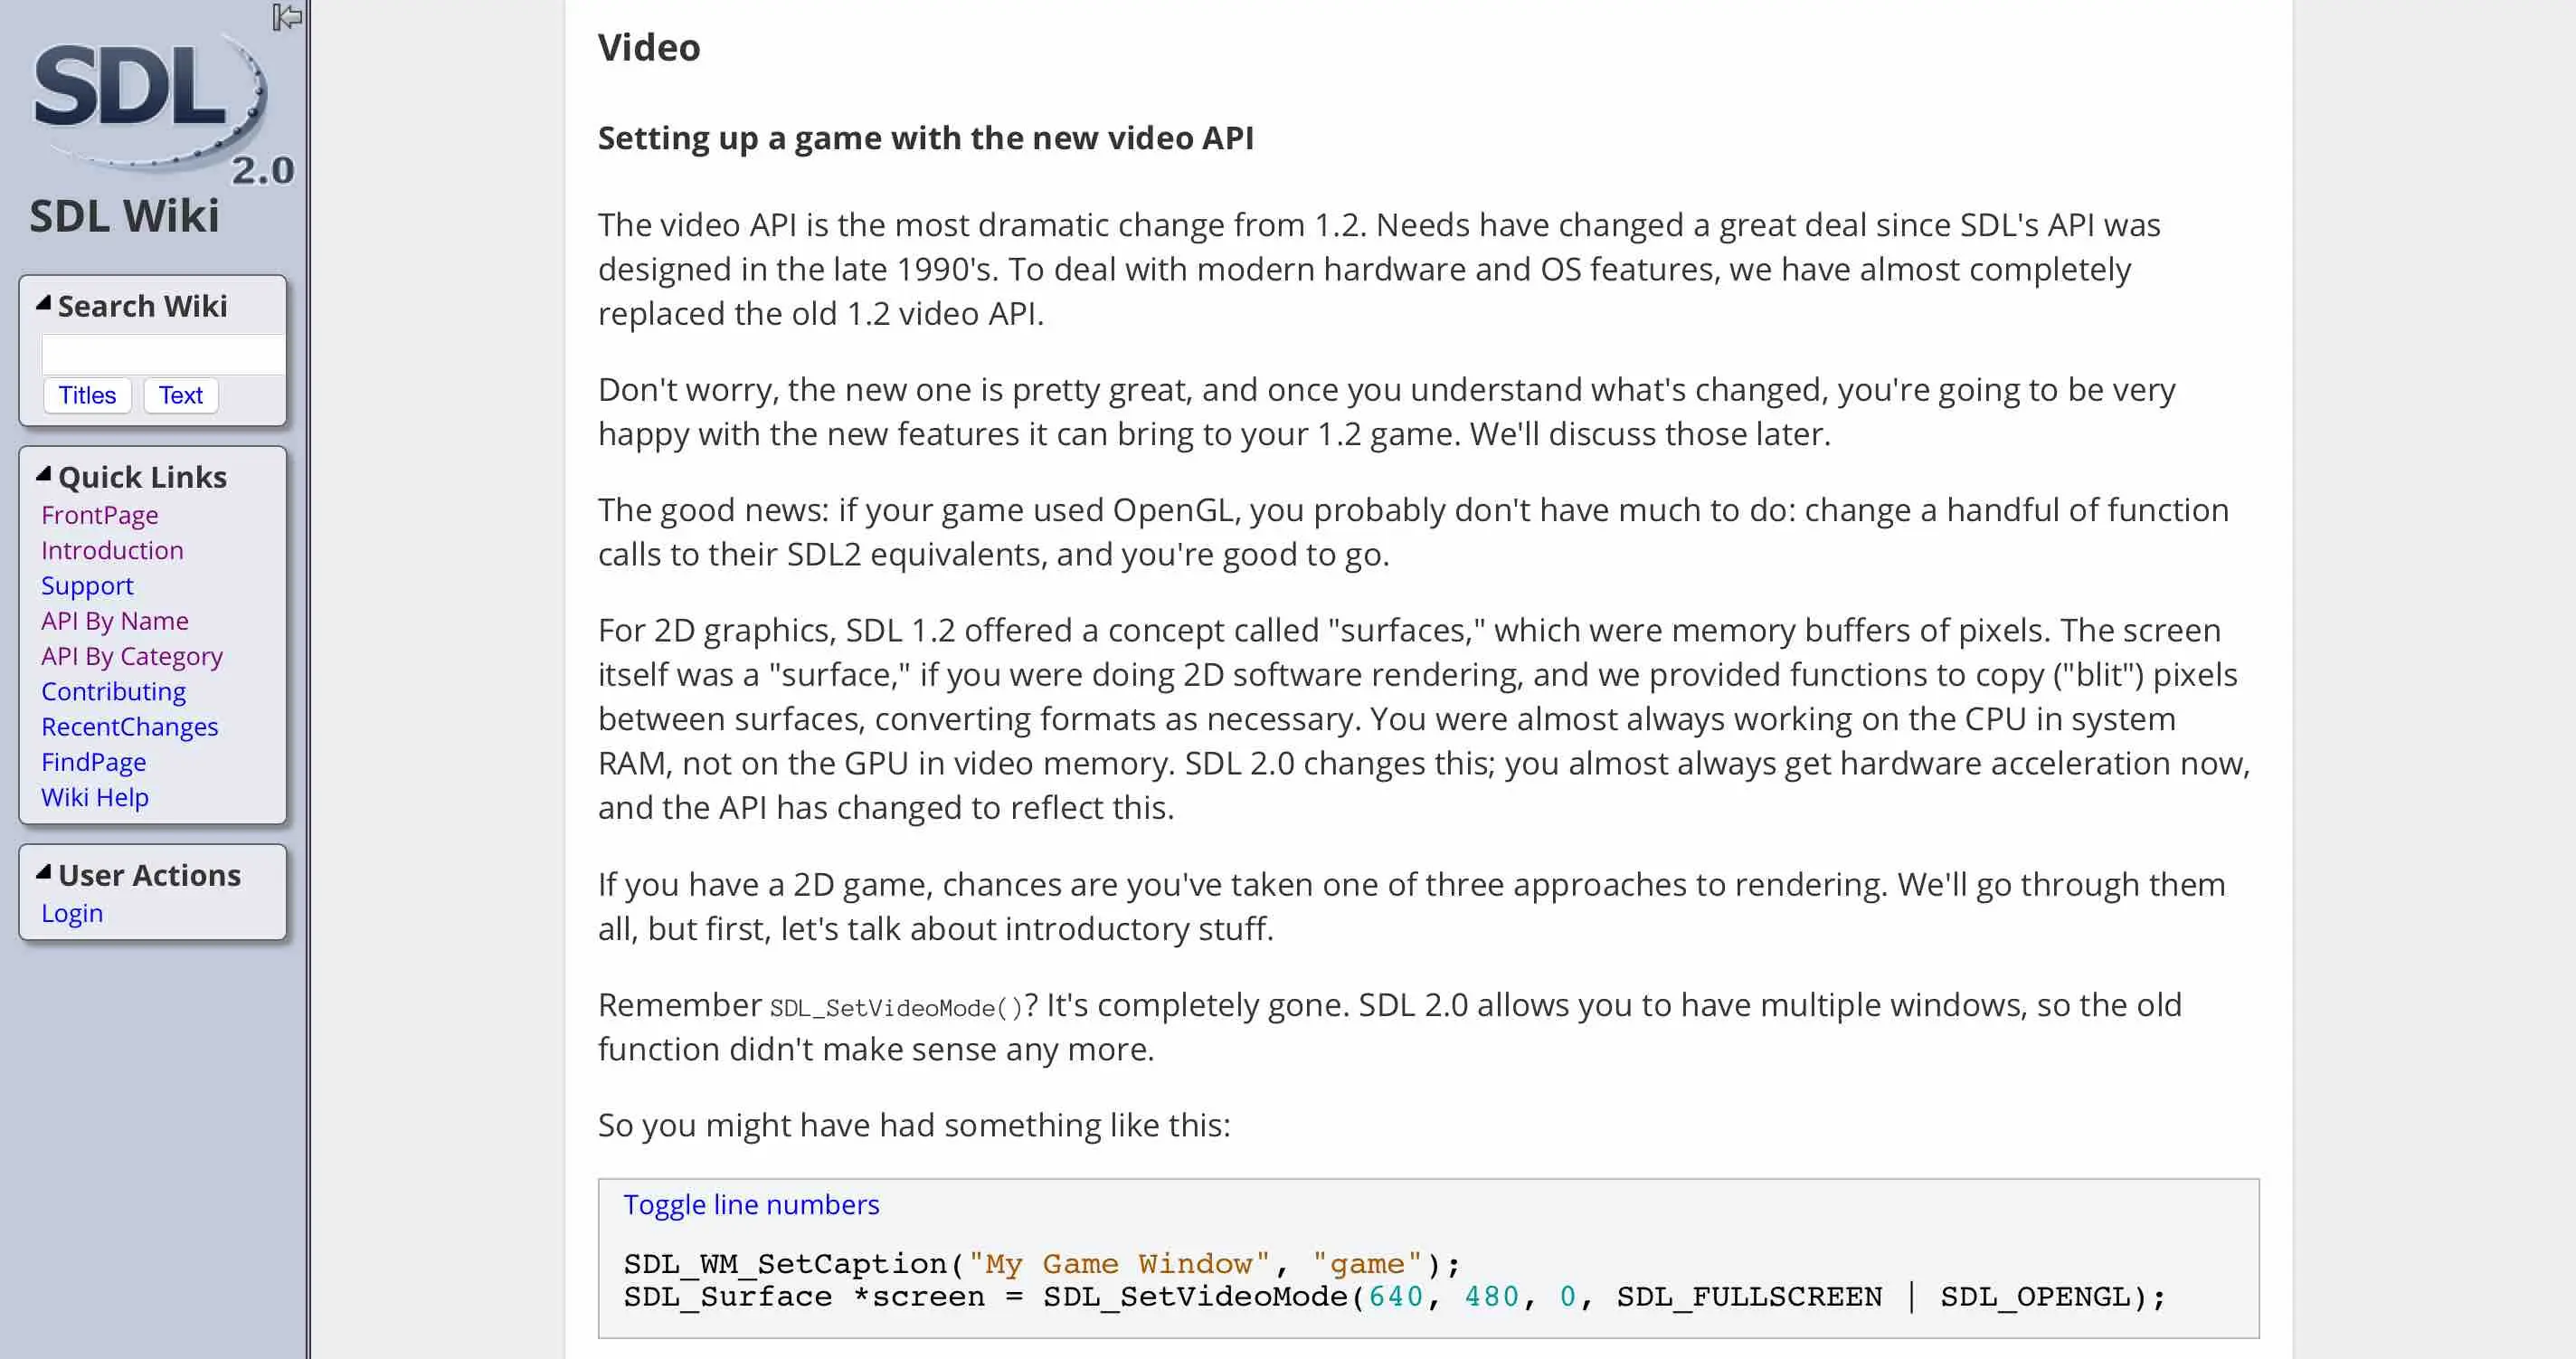 SDL
2.0
SDL Wiki
Search Wiki
Titles Text
Quick Links
FrontPage
Introduction
Support
API By Name
API By Category
Contributing
RecentChanges
FindPage
Wiki Help
User Actions
Login
Video
Setting up a game with the new video API
The video API is the most dramatic change from 1.2. Needs have changed a great deal since SDL's API was
designed in the late 1990's. To deal with modern hardware and OS features, we have almost completely
replaced the old 1.2 video API.
Don't worry, the new one is pretty great, and once you understand what's changed, you're going to be very
happy with the new features it can bring to your 1.2 game. We'll discuss those later.
The good news: if your game used OpenGL, you probably don't have much to do: change a handful of function
calls to their SDL2 equivalents, and you're good to go.
For 2D graphics, SDL 1.2 offered a concept called "surfaces," which were memory buffers of pixels. The screen
itself was a "surface," if you were doing 2D software rendering, and we provided functions to copy ("blit") pixels
between surfaces, converting formats as necessary. You were almost always working on the CPU in system
RAM, not on the GPU in video memory. SDL 2.0 changes this; you almost always get hardware acceleration now,
and the API has changed to reflect this.
If you have a 2D game, chances are you've taken one of three approaches to rendering. We'll go through them
all, but first, let's talk about introductory stuff.
Remember SDL_SetVideoMode()? It's completely gone. SDL 2.0 allows you to have multiple windows, so the old
function didn't make sense any more.
So you might have had something like this:
Toggle line numbers
SDL_WM_SetCaption("My Game Window", "game");
SDL_Surface *screen = SDL_SetVideoMode(640, 480, 0, SDL_FULLSCREEN | SDL_OPENGL);